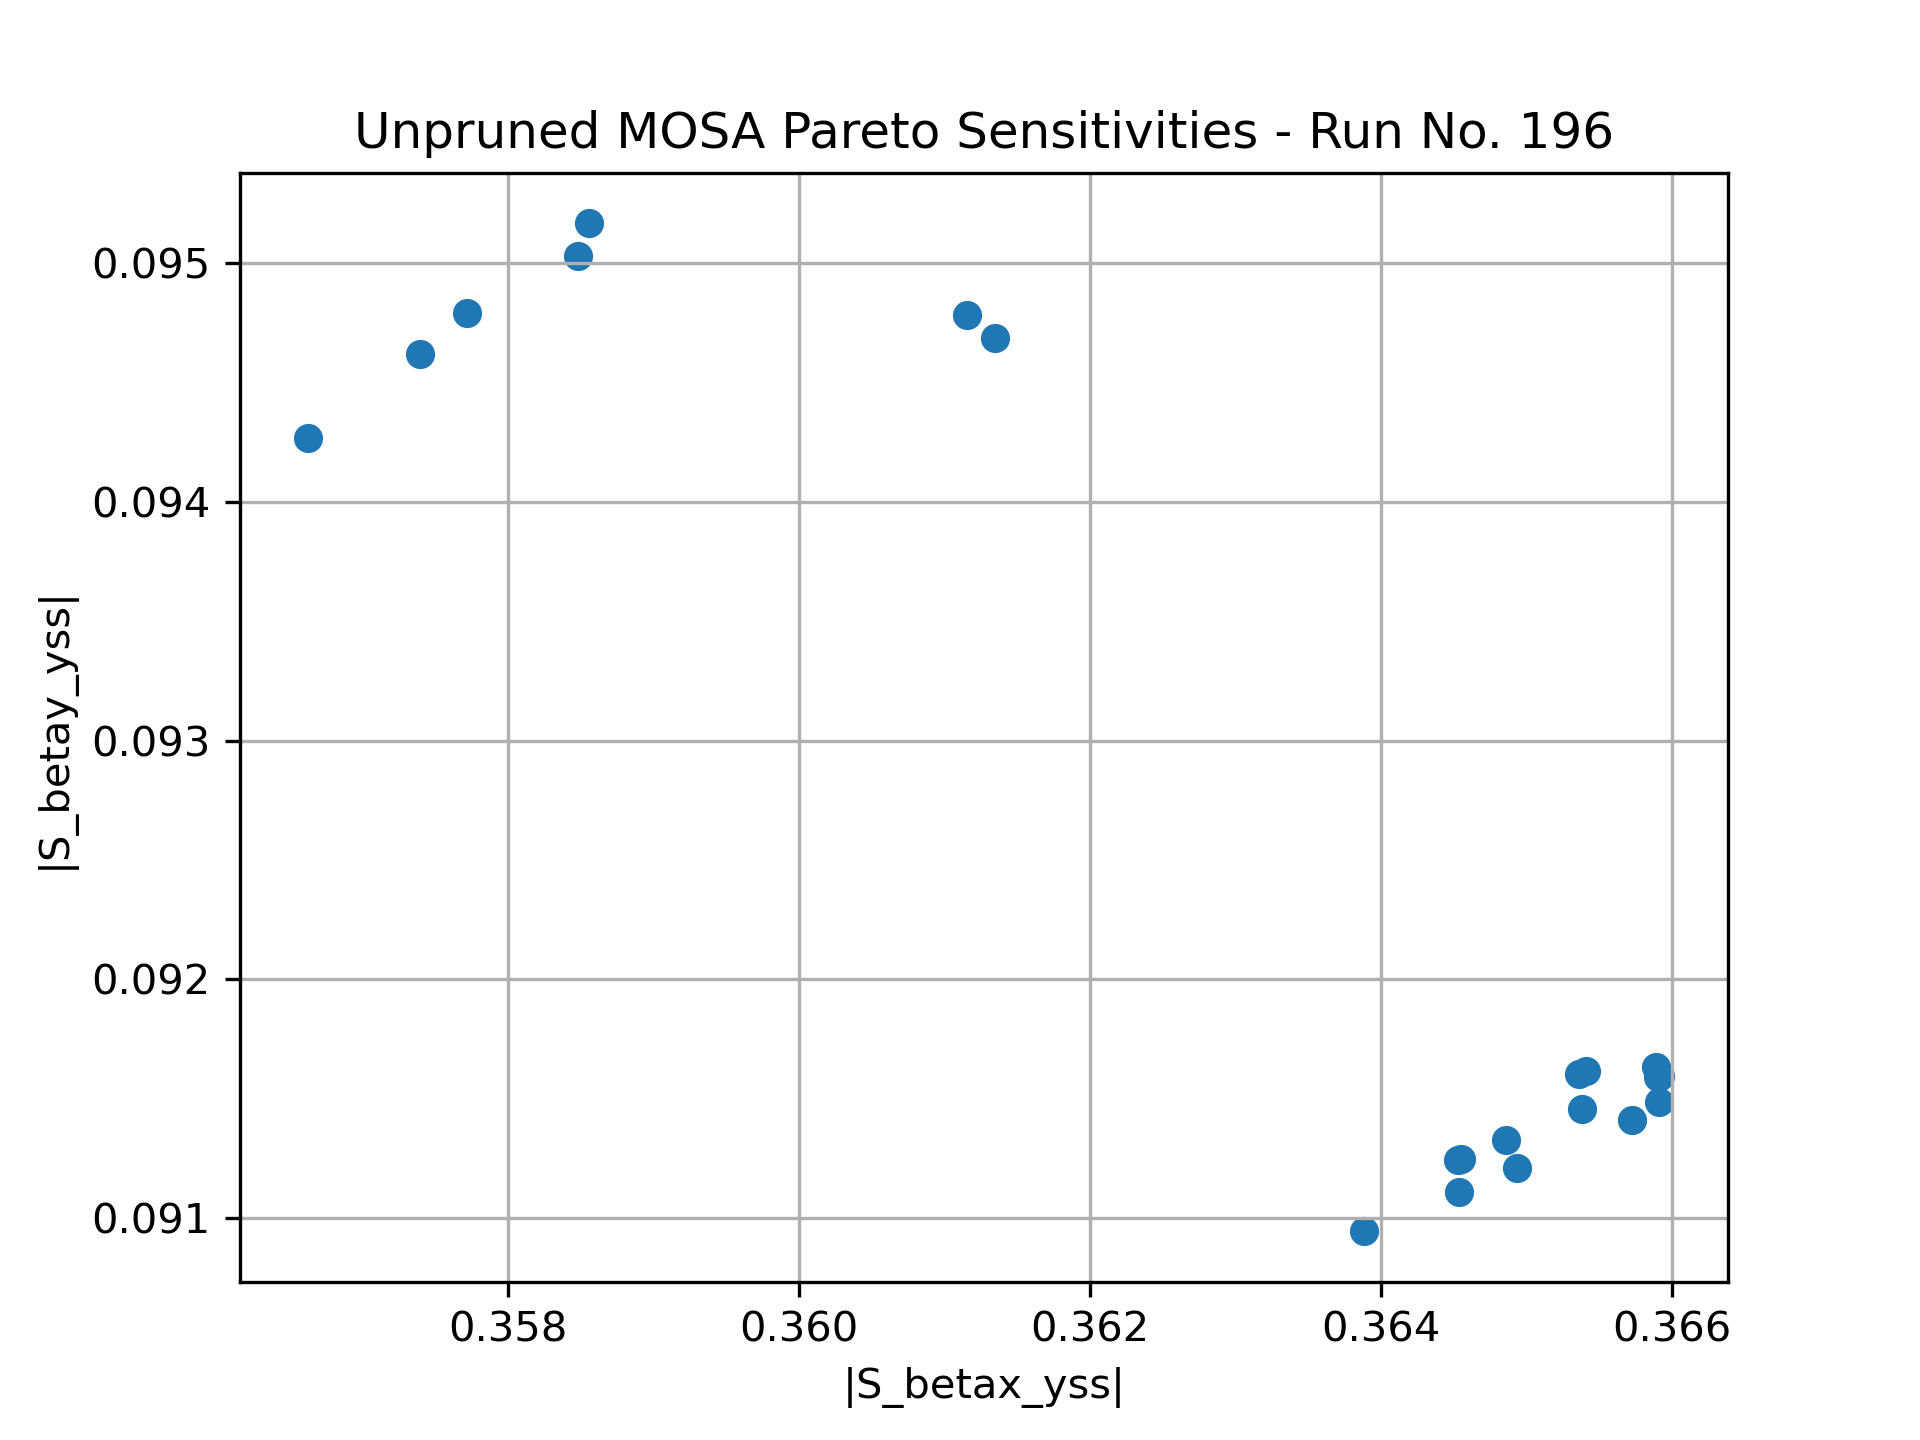 Unpruned MOSA Pareto Sensitivities - Run No. 196
|S_betay_yss|
0.095
0.094
0.093
0.092
0.091
0.358 0.360 0.362 0.364 0.366
|S_betax_yss|